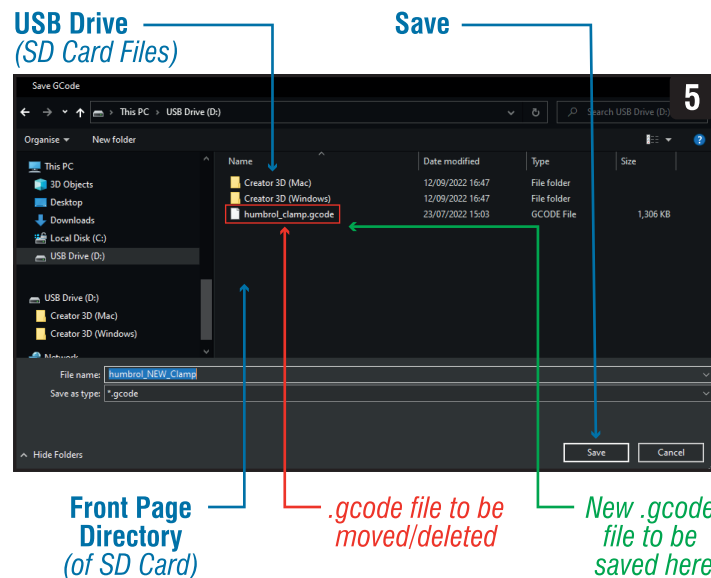 USB Drive
(SD Card Files)
Save
Save GCode
5
This PC > USB Drive (D:)
Search USB Drive (D:)
Organise
New folder
?
This PC
3D Objects
Desktop
Downloads
Local Disk (C:)
USB Drive (D:)
USB Drive (D:)
Creator 3D (Mac)
Creator 3D (Windows)
Network
Name Date modified Type Size
Creator 3D (Mac) 12/09/2022 16:47 File folder
Creator 3D (Windows) 12/09/2022 16:47 File folder
humbrol_clamp.gcode 23/07/2022 15:03 GCODE File 1,306 KB
File name: humbrol_NEW_Clamp
Save as type: *.gcode
Hide Folders
Save
Cancel
Front Page
Directory
(of SD Card)
.gcode file to be
moved/deleted
New .gcode
file to be
saved here